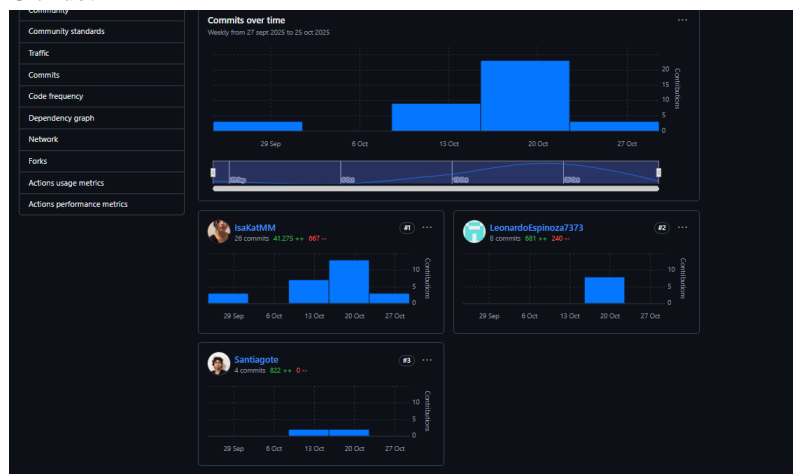 Community
Community standards
Traffic
Commits
Code frequency
Dependency graph
Network
Forks
Actions usage metrics
Actions performance metrics
Commits over time
Weekly from 27 sept 2025 to 25 oct 2025
20
15
10
5
0
Contributions
29 Sep
6 Oct
13 Oct
20 Oct
27 Oct
IsaKatMM
#1
26 commits 41,275 ++ 667 --
10
5
0
Contributions
29 Sep
6 Oct
13 Oct
20 Oct
27 Oct
LeonardoEspinoza7373
#2
8 commits 681 ++ 240 --
10
5
0
Contributions
29 Sep
6 Oct
13 Oct
20 Oct
27 Oct
Santiagote
#3
4 commits 822 ++ 0 --
10
5
0
Contributions
29 Sep
6 Oct
13 Oct
20 Oct
27 Oct